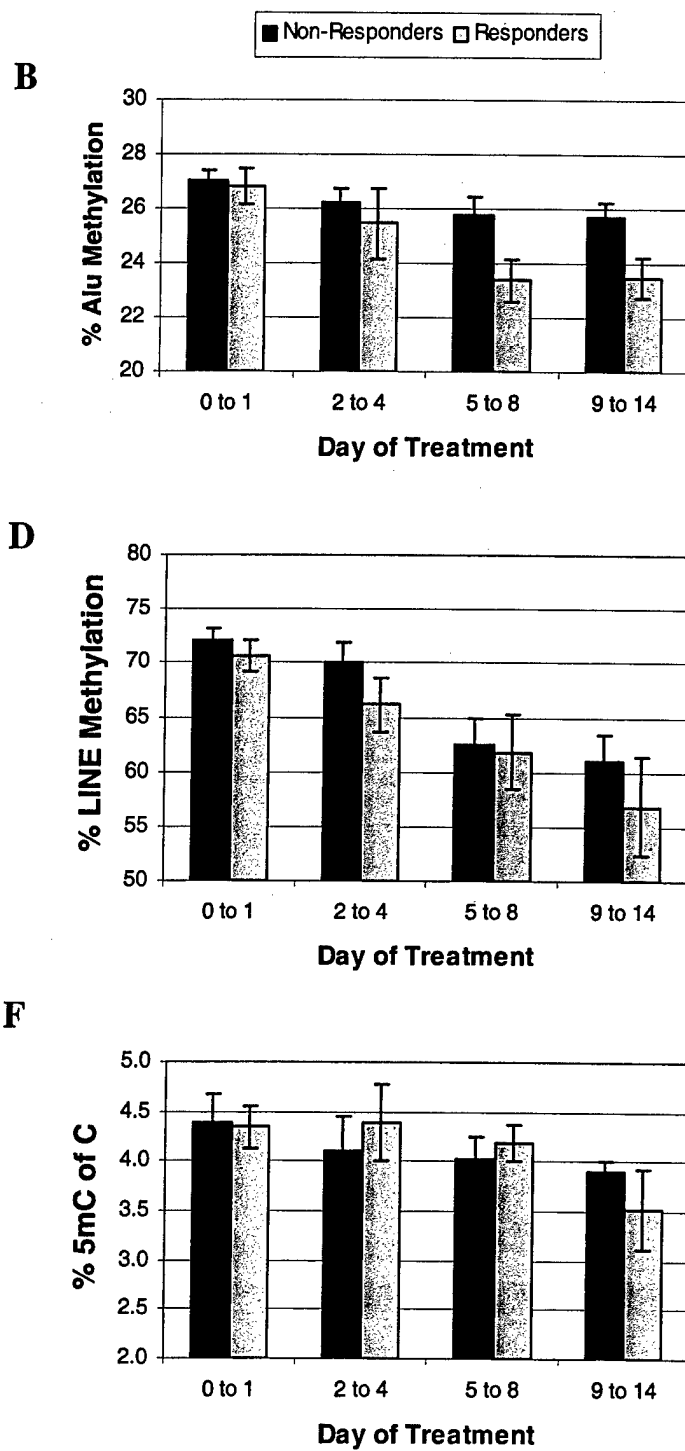 Non-Responders Responders
B
% Alu Methylation
30
28
26
24
22
20
0 to 1 2 to 4 5 to 8 9 to 14
Day of Treatment
D
% LINE Methylation
80
75
70
65
60
55
50
0 to 1 2 to 4 5 to 8 9 to 14
Day of Treatment
F
% 5mC of C
5.0
4.5
4.0
3.5
3.0
2.5
2.0
0 to 1 2 to 4 5 to 8 9 to 14
Day of Treatment